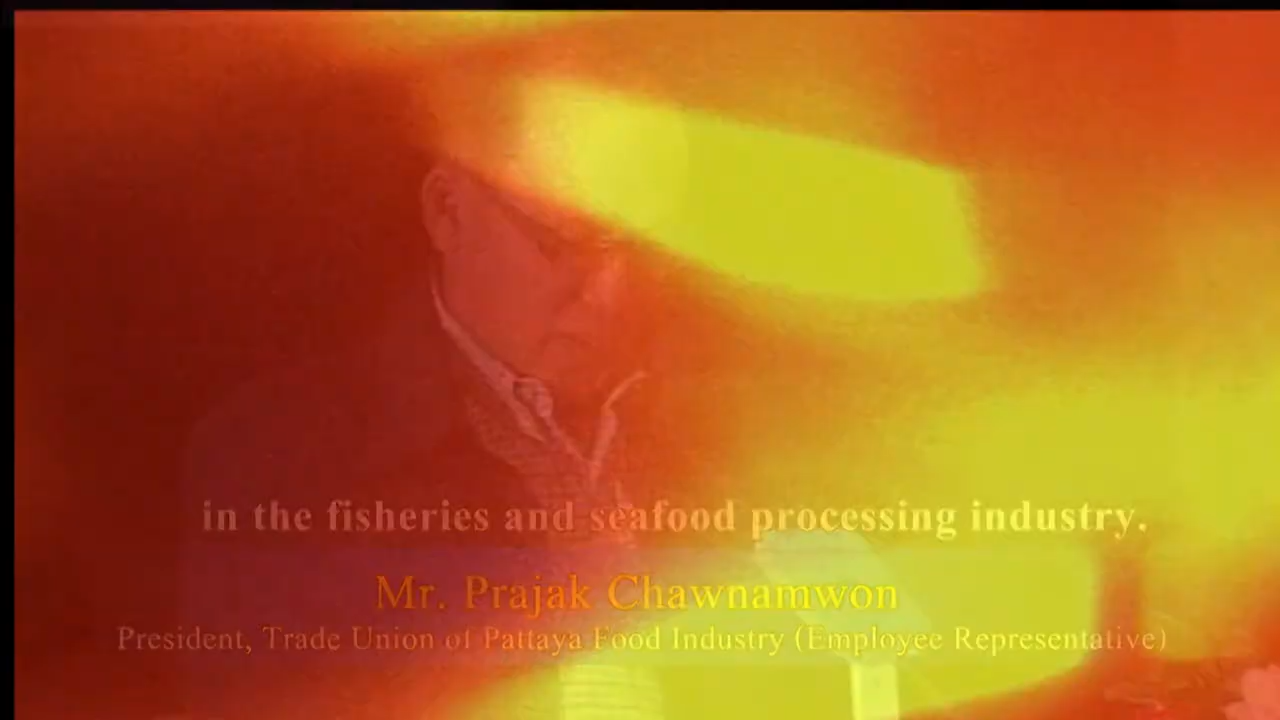 in the fisheries and seafood processing industry.
Mr. Prajak Chawnamwon
President, Trade Union of Pattaya Food Industry (Employee Representative)